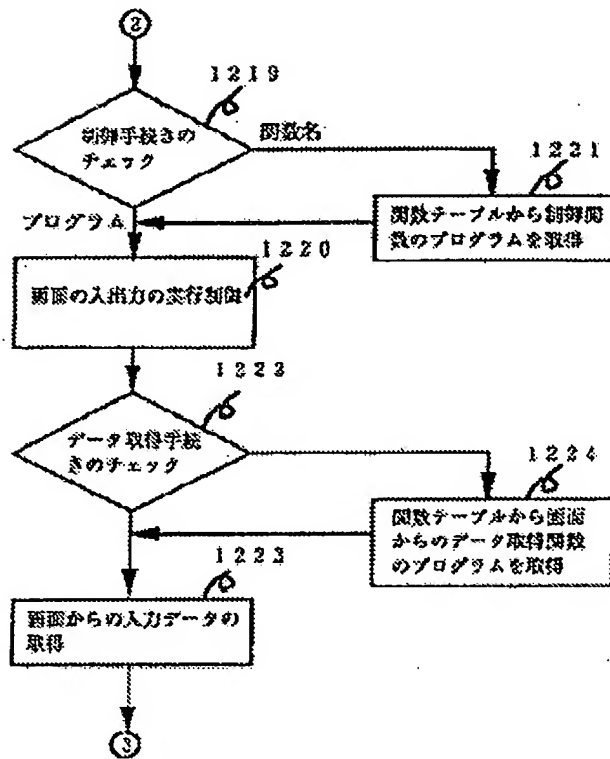 2
1219
制御手続きの
チェック
関数名
1221
関数テーブルから制御関
数のプログラムを取得
プログラム
1220
画面の入出力の実行制御
1222
データ取得手続
きのチェック
1224
関数テーブルから画面
からのデータ取得関数
のプログラムを取得
1223
画面からの入力データの
取得
3